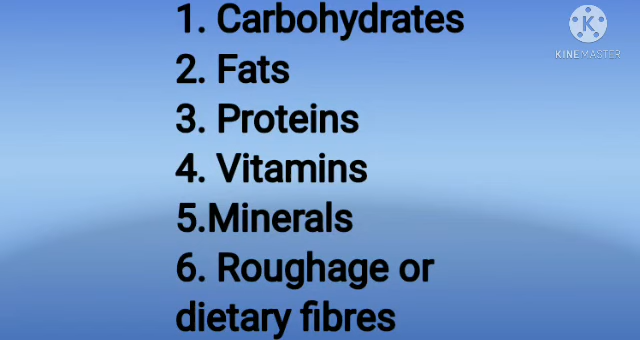 1. Carbohydrates
K
KINEMASTER
2. Fats
3. Proteins
4. Vitamins
5.Minerals
6. Roughage or
dietary fibres